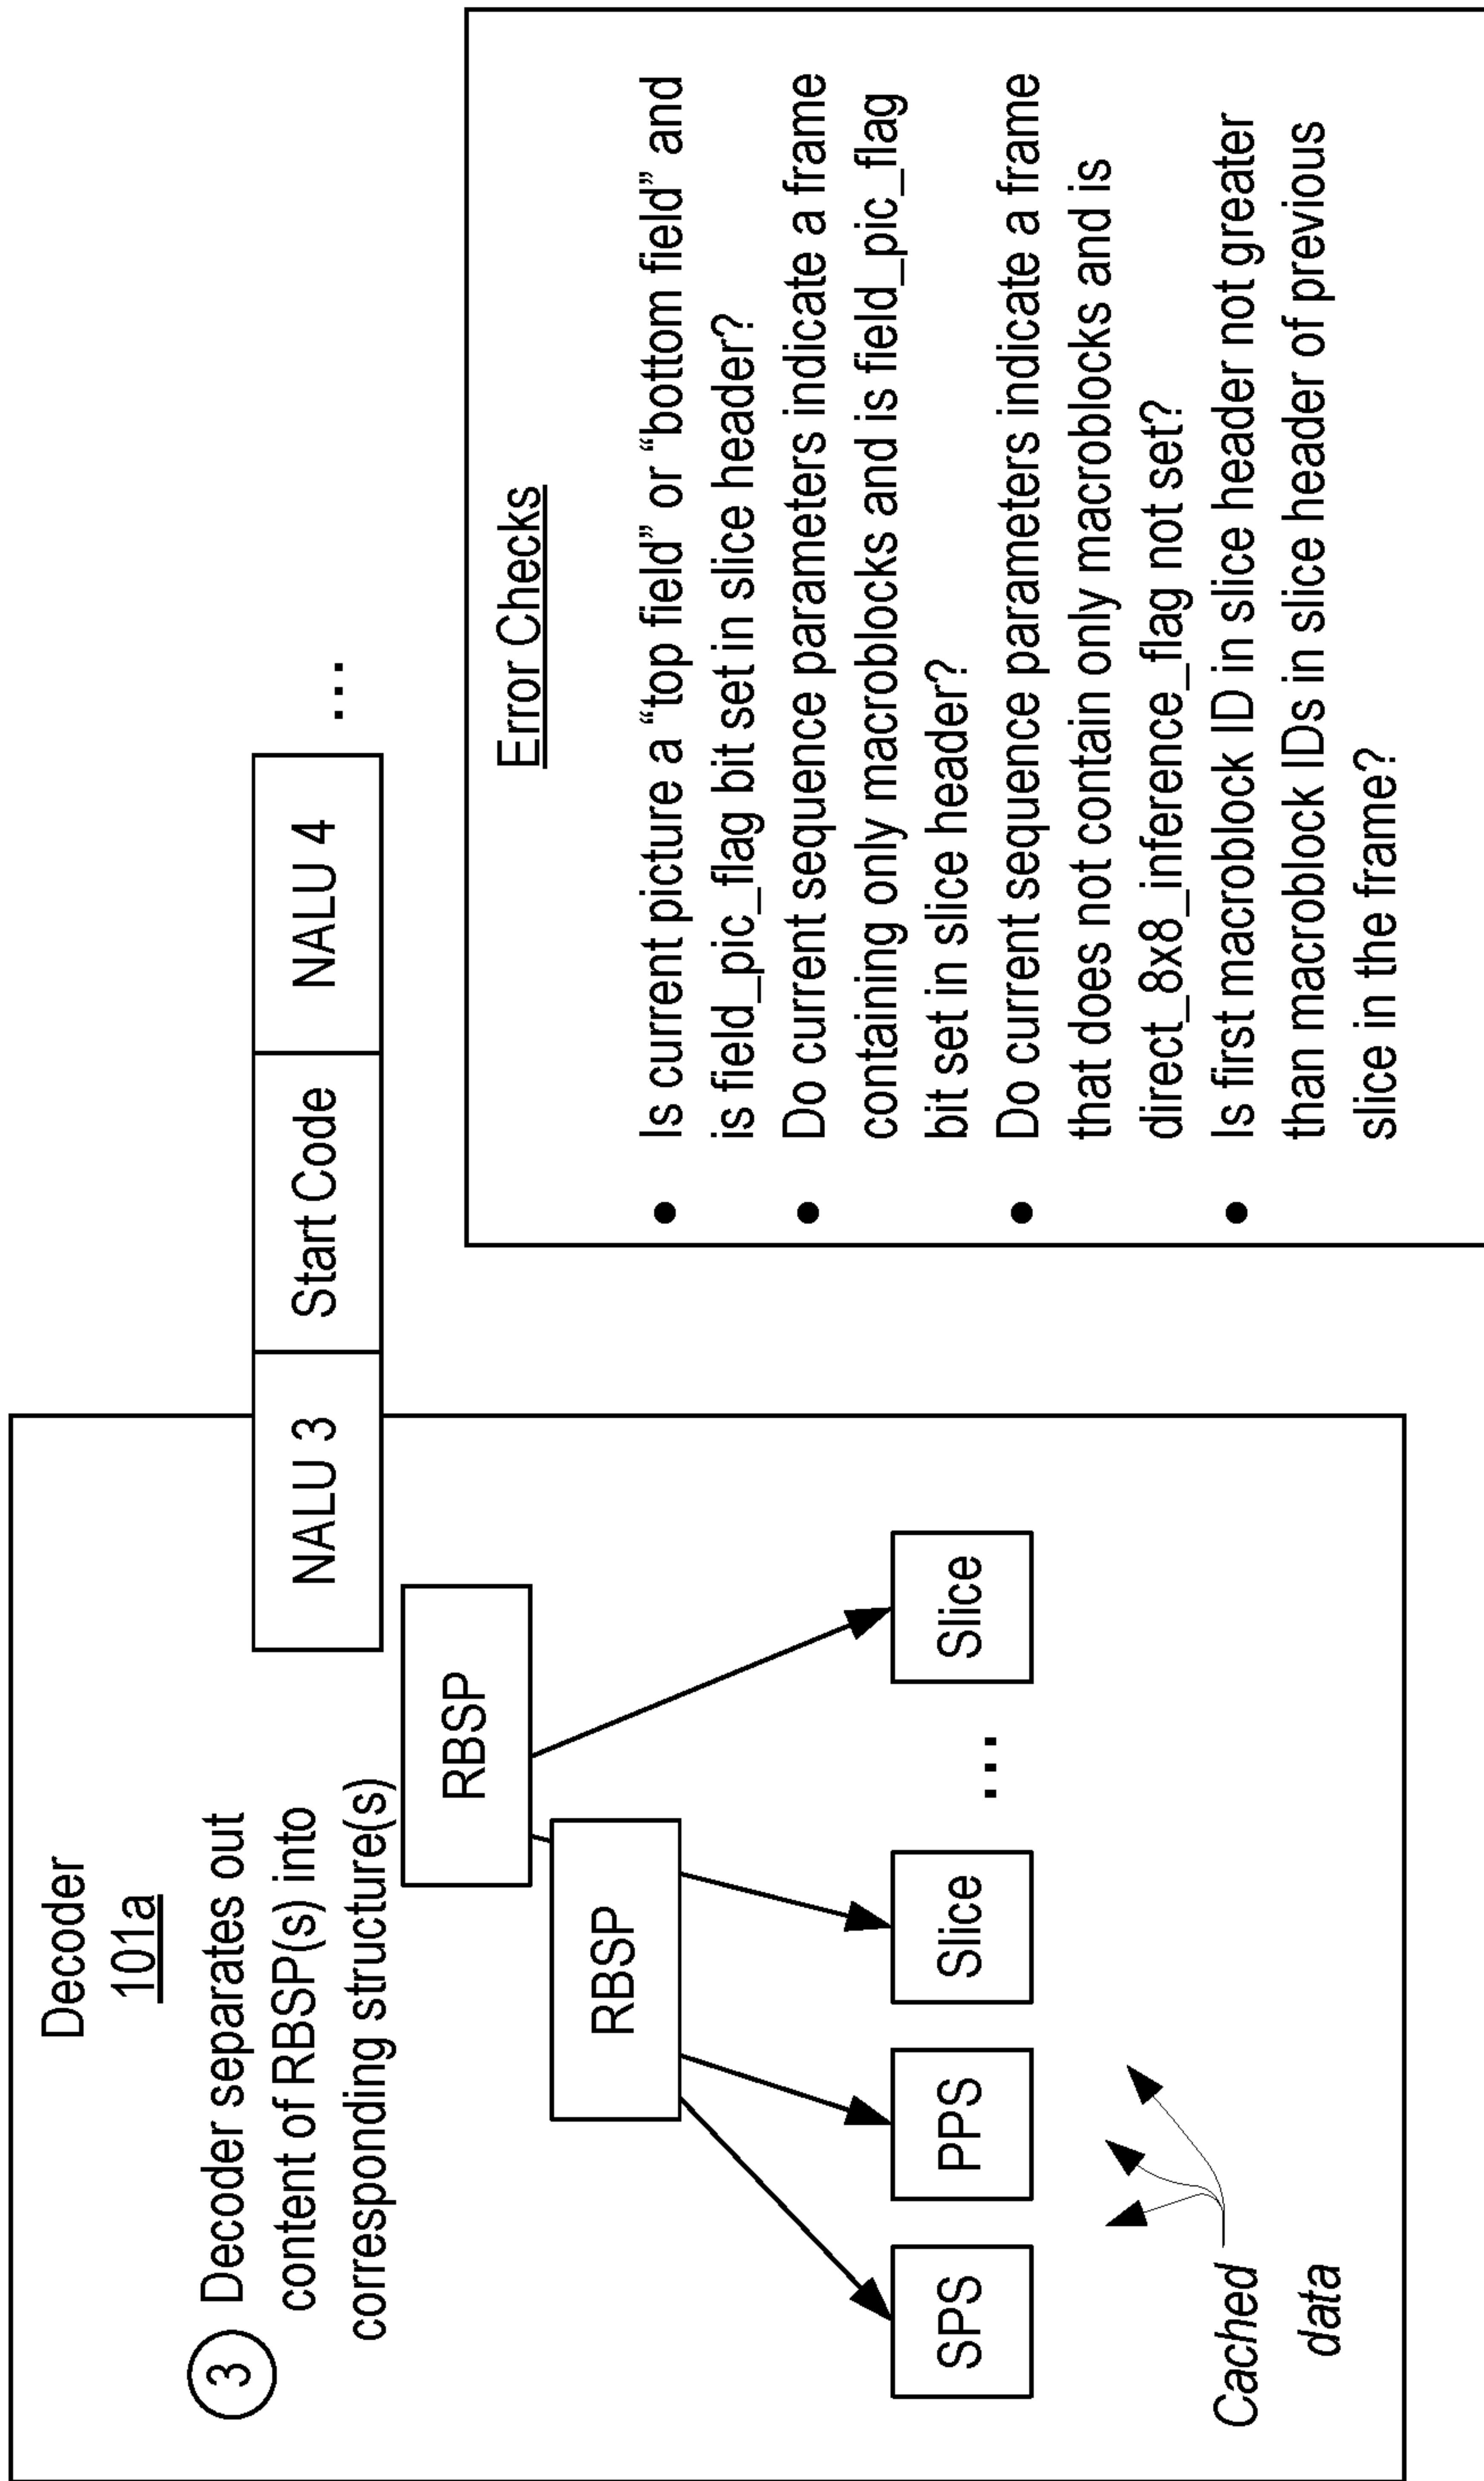 Decoder
101a
3
Decoder separates out
content of RBSP(s) into
corresponding structure(s)
NALU 3
Start Code
NALU 4
...
RBSP
RBSP
SPS
PPS
Slice
...
Slice
Cached
data
Error Checks
• Is current picture a “top field” or “bottom field” and
is field_pic_flag bit set in slice header?
• Do current sequence parameters indicate a frame
containing only macroblocks and is field_pic_flag
bit set in slice header?
• Do current sequence parameters indicate a frame
that does not contain only macroblocks and is
direct_8x8_inference_flag not set?
• Is first macroblock ID in slice header not greater
than macroblock IDs in slice header of previous
slice in the frame?